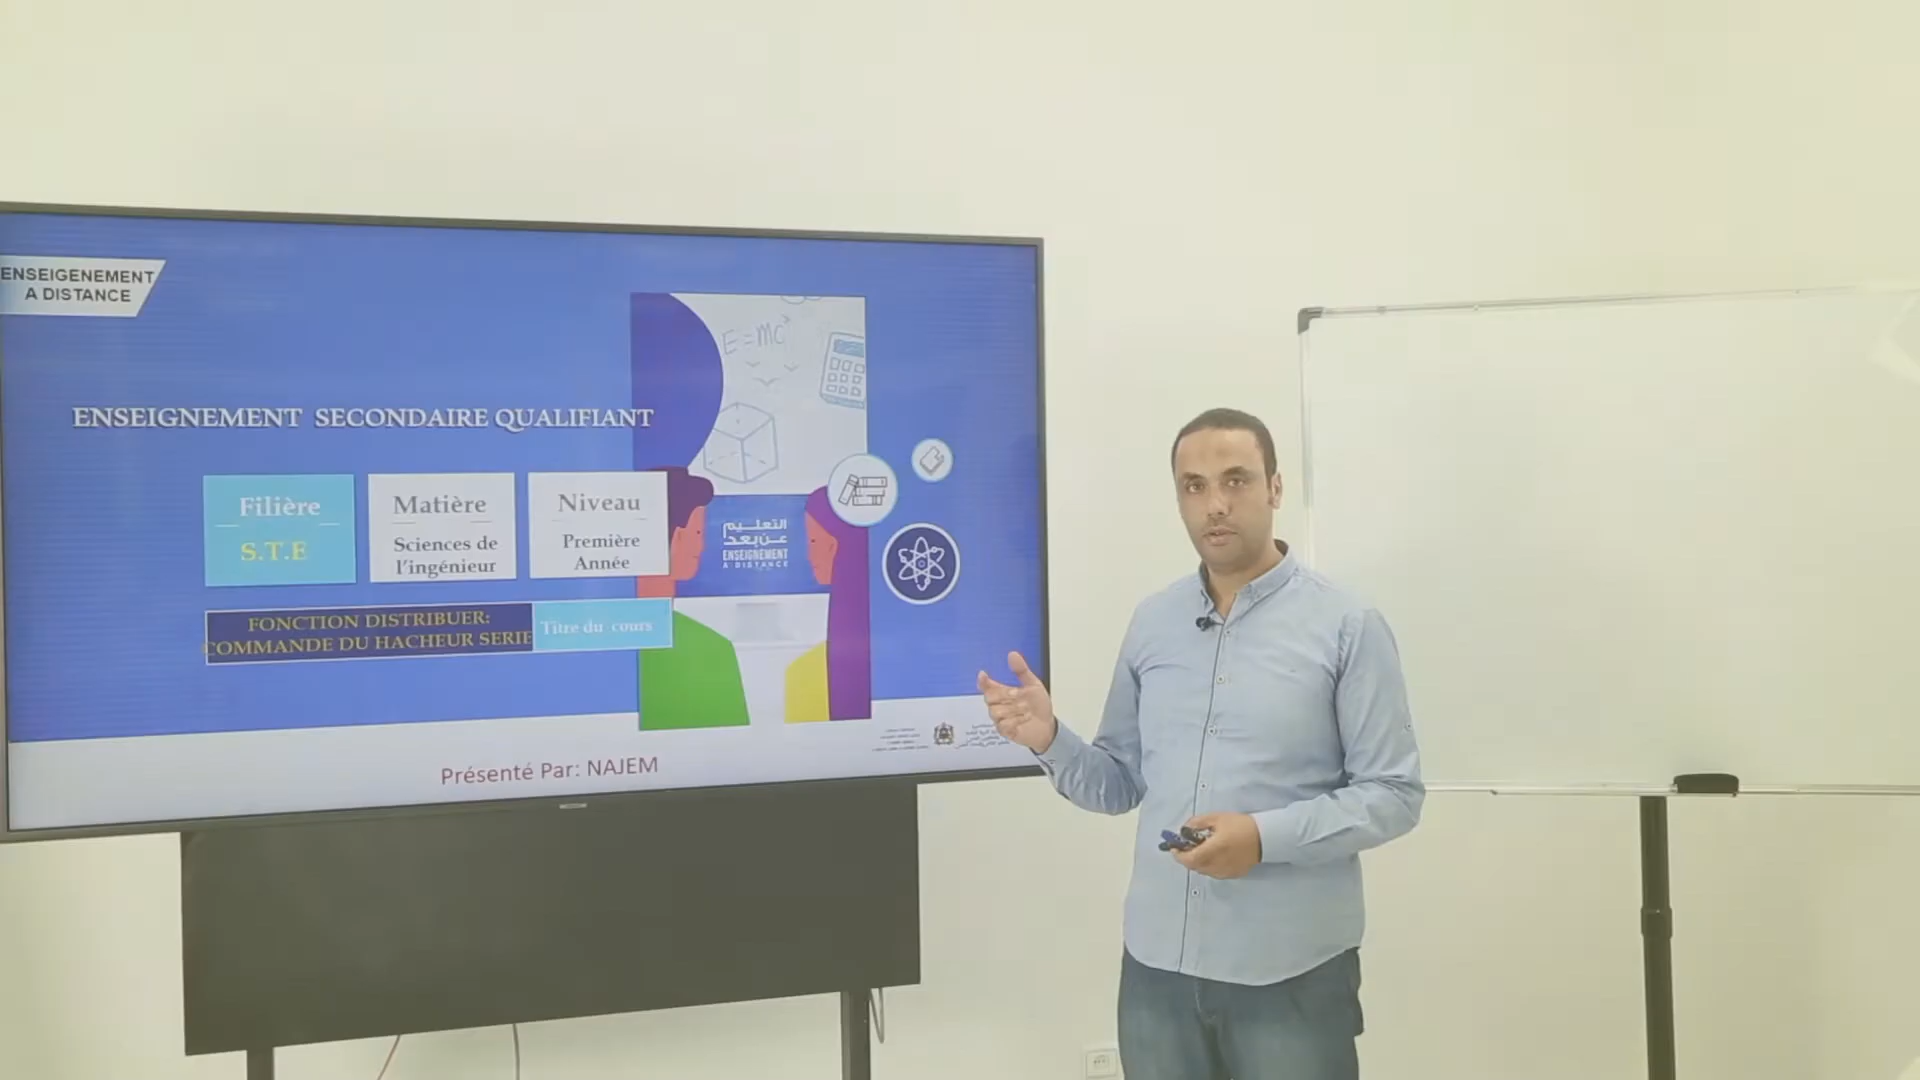 ENSEIGENEMENT
A DISTANCE
E=mc
ENSEIGNEMENT SECONDAIRE QUALIFIANT
Filière
S.T.E
Matière
Sciences de
l'ingénieur
Niveau
Première
Année
التعليم
عن بعد
ENSEIGNEMENT
A DISTANCE
FONCTION DISTRIBUER:
COMMANDE DU HACHEUR SERIE
Titre du cours
Présenté Par: NAJEM